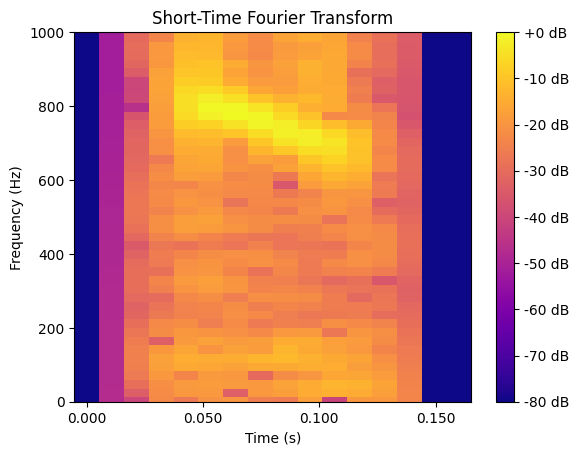 Short-Time Fourier Transform
1000
800
600
400
200
0
Frequency (Hz)
0.000
0.050
0.100
0.150
Time (s)
+0 dB
-10 dB
-20 dB
-30 dB
-40 dB
-50 dB
-60 dB
-70 dB
-80 dB